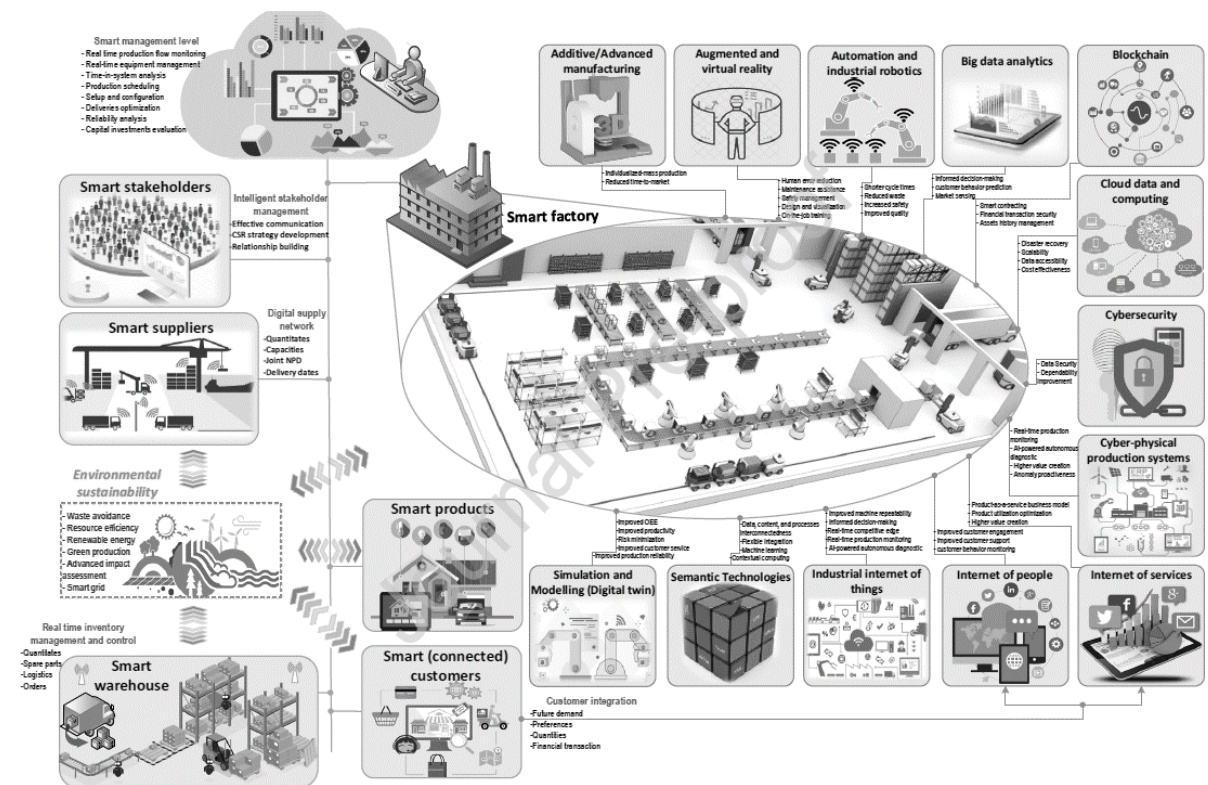 Smart management level
- Real time production flow monitoring
- Real-time equipment management
- Time-in-system analysis
- Production scheduling
- Setup and configuration
- Deliveries optimization
- Reliability analysis
- Capital investments evaluation
Additive/Advanced
manufacturing
Augmented and
virtual reality
Automation and
industrial robotics
Big data analytics
Blockchain
-Individualized-mass production
-Reduced time-to-market
-Human error reduction
-Maintenance assistance
-Safety management
-Design and visualization
-On-the-job training
-Shorter cycle times
-Reduced waste
-Increased safety
-Improved quality
-Informed decision-making
-customer behavior prediction
-Market sensing
-Smart contracting
-Financial transaction security
-Assets history management
Smart stakeholders
Intelligent stakeholder
management
-Effective communication
-CSR strategy development
-Relationship building
Smart factory
Cloud data and
computing
-Disaster recovery
-Scalability
-Data accessibility
-Cost effectiveness
Smart suppliers
Digital supply
network
-Quantitates
-Capacities
-Joint NPD
-Delivery dates
Cybersecurity
-Data Security
-Dependability
improvement
Cyber-physical
production systems
ERP
-Real-time production
monitoring
-AI-powered autonomous
diagnostic
-Higher value creation
-Anomaly proactiveness
Environmental
sustainability
- Waste avoidance
- Resource efficiency
- Renewable energy
- Green production
- Advanced impact
assessment
- Smart grid
Smart products
-Improved OEE
-Improved productivity
-Risk minimization
-Improved customer service
-Improved production reliability
-Data, content, and processes
interconnectedness
-Flexible integration
-Machine learning
-Contextual computing
-Improved machine repeatability
-Informed decision-making
-Real-time competitive edge
-Real-time production monitoring
-AI-powered autonomous diagnostic
-Product-as-a-service business model
-Product utilization optimization
-Higher value creation
-Improved customer engagement
-Improved customer support
-customer behavior monitoring
Simulation and
Modelling (Digital twin)
Semantic Technologies
Industrial internet of
things
Internet of people
Internet of services
Real time inventory
management and control
-Quantitates
-Spare parts
-Logistics
-Orders
Smart
warehouse
Smart (connected)
customers
Customer integration
-Future demand
-Preferences
-Quantities
-Financial transaction